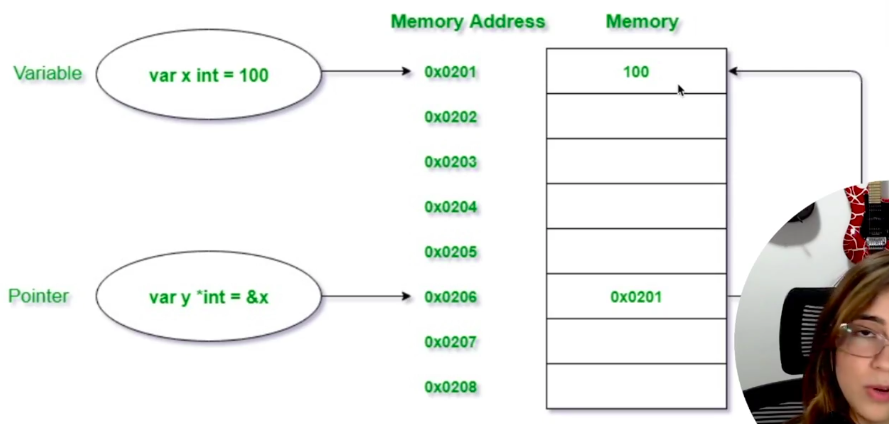 Memory Address Memory
Variable var x int = 100 0x0201 100
0x0202
0x0203
0x0204
0x0205
Pointer var y *int = &x 0x0206 0x0201
0x0207
0x0208